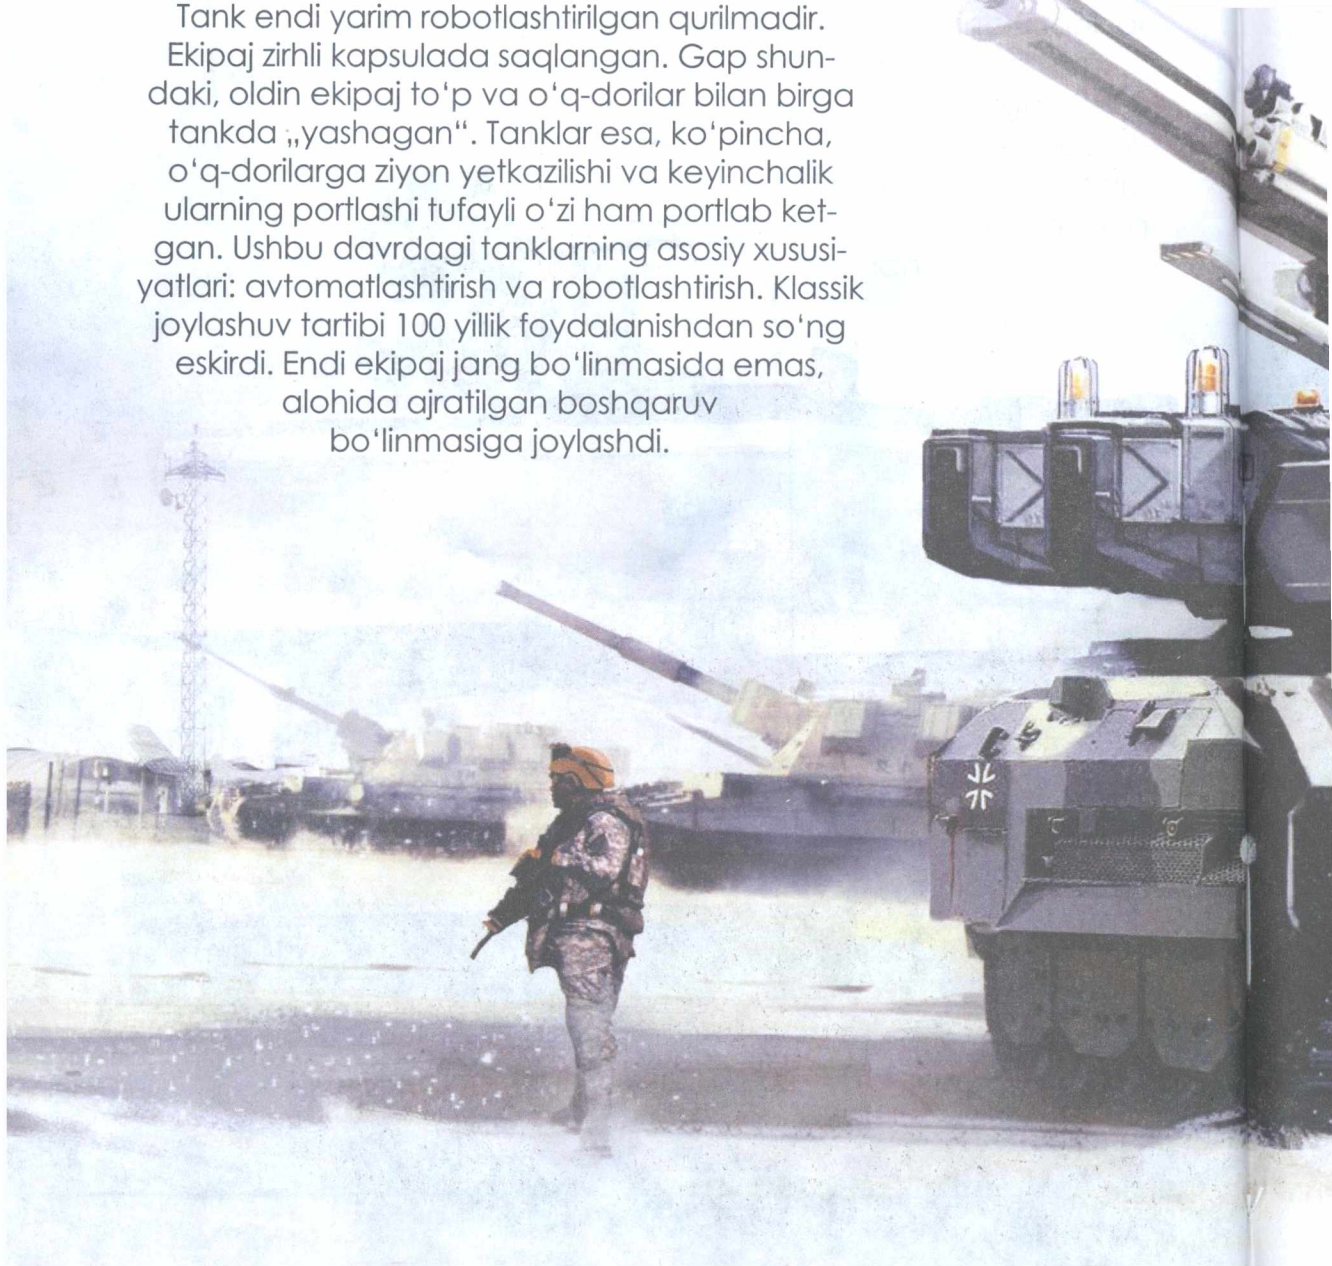 Tank endi yarim robotlashtirilgan qurilmadir.
Ekipaj zirhli kapsulada saqlangan. Gap shun-
daki, oldin ekipaj to‘p va o‘q-dorilar bilan birga
tankda „yashagan“. Tanklar esa, ko‘pincha,
o‘q-dorilarga ziyon yetkazilishi va keyinchalik
ularning portlashi tufayli o‘zi ham portlab ket-
gan. Ushbu davrdagi tanklarning asosiy xususi-
yatlari: avtomatlashtirish va robotlashtirish. Klassik
joylashuv tartibi 100 yillik foydalanishdan so‘ng
eskirdi. Endi ekipaj jang bo‘linmasida emas,
alohida ajratilgan boshqaruv
bo‘linmasiga joylashdi.